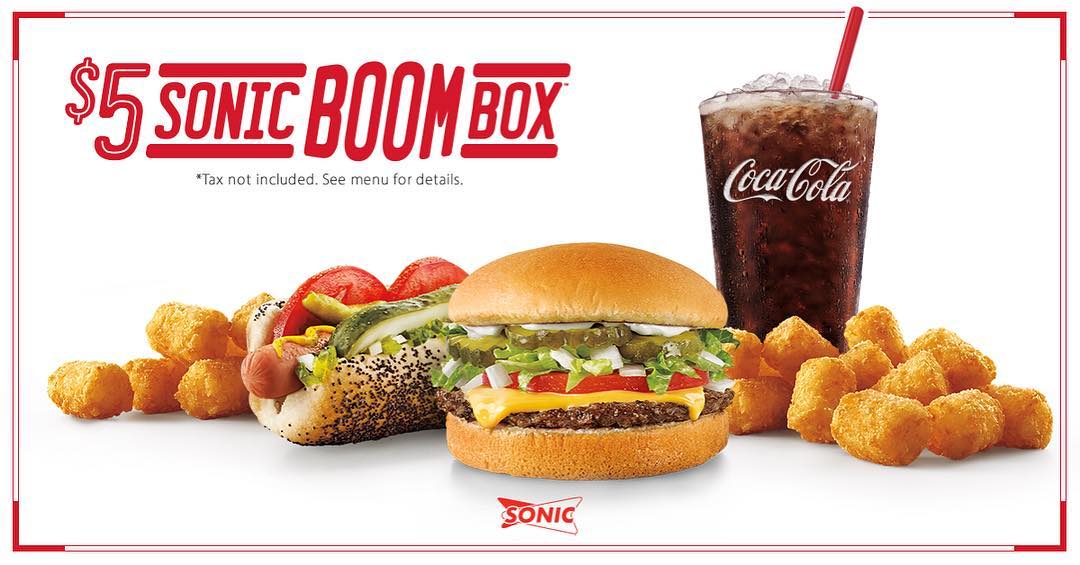 $5 SONIC BOOM BOX™
*Tax not included. See menu for details.
Coca-Cola
SONIC